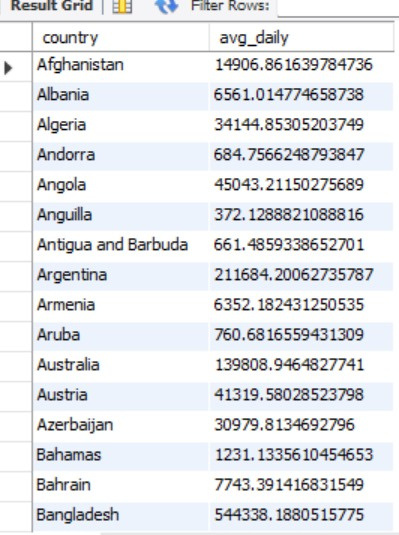 Result Grid Filter Rows:
country avg_daily
Afghanistan 14906.861639784736
Albania 6561.014774658738
Algeria 34144.85305203749
Andorra 684.7566248793847
Angola 45043.21150275689
Anguilla 372.1288821088816
Antigua and Barbuda 661.4859338652701
Argentina 211684.20062735787
Armenia 6352.182431250535
Aruba 760.6816559431309
Australia 139808.9464827741
Austria 41319.58028523798
Azerbaijan 30979.8134692796
Bahamas 1231.1335610454653
Bahrain 7743.391416831549
Bangladesh 544338.1880515775